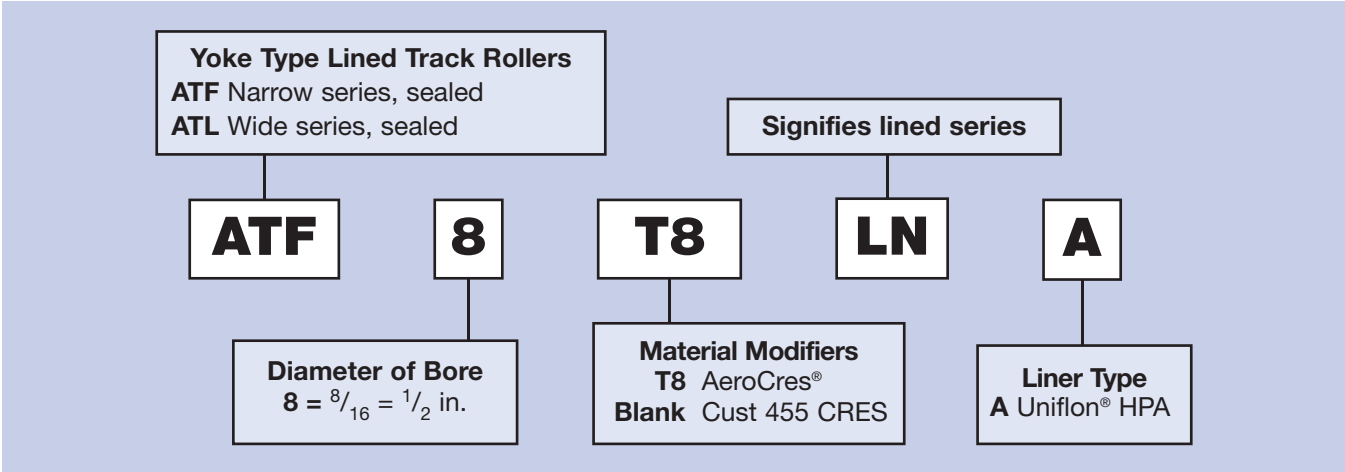 Yoke Type Lined Track Rollers
ATF Narrow series, sealed
ATL Wide series, sealed
Signifies lined series
ATF 8 T8 LN A
Diameter of Bore
8 = 8/16 = 1/2 in.
Material Modifiers
T8 AeroCres®
Blank Cust 455 CRES
Liner Type
A Uniflon® HPA